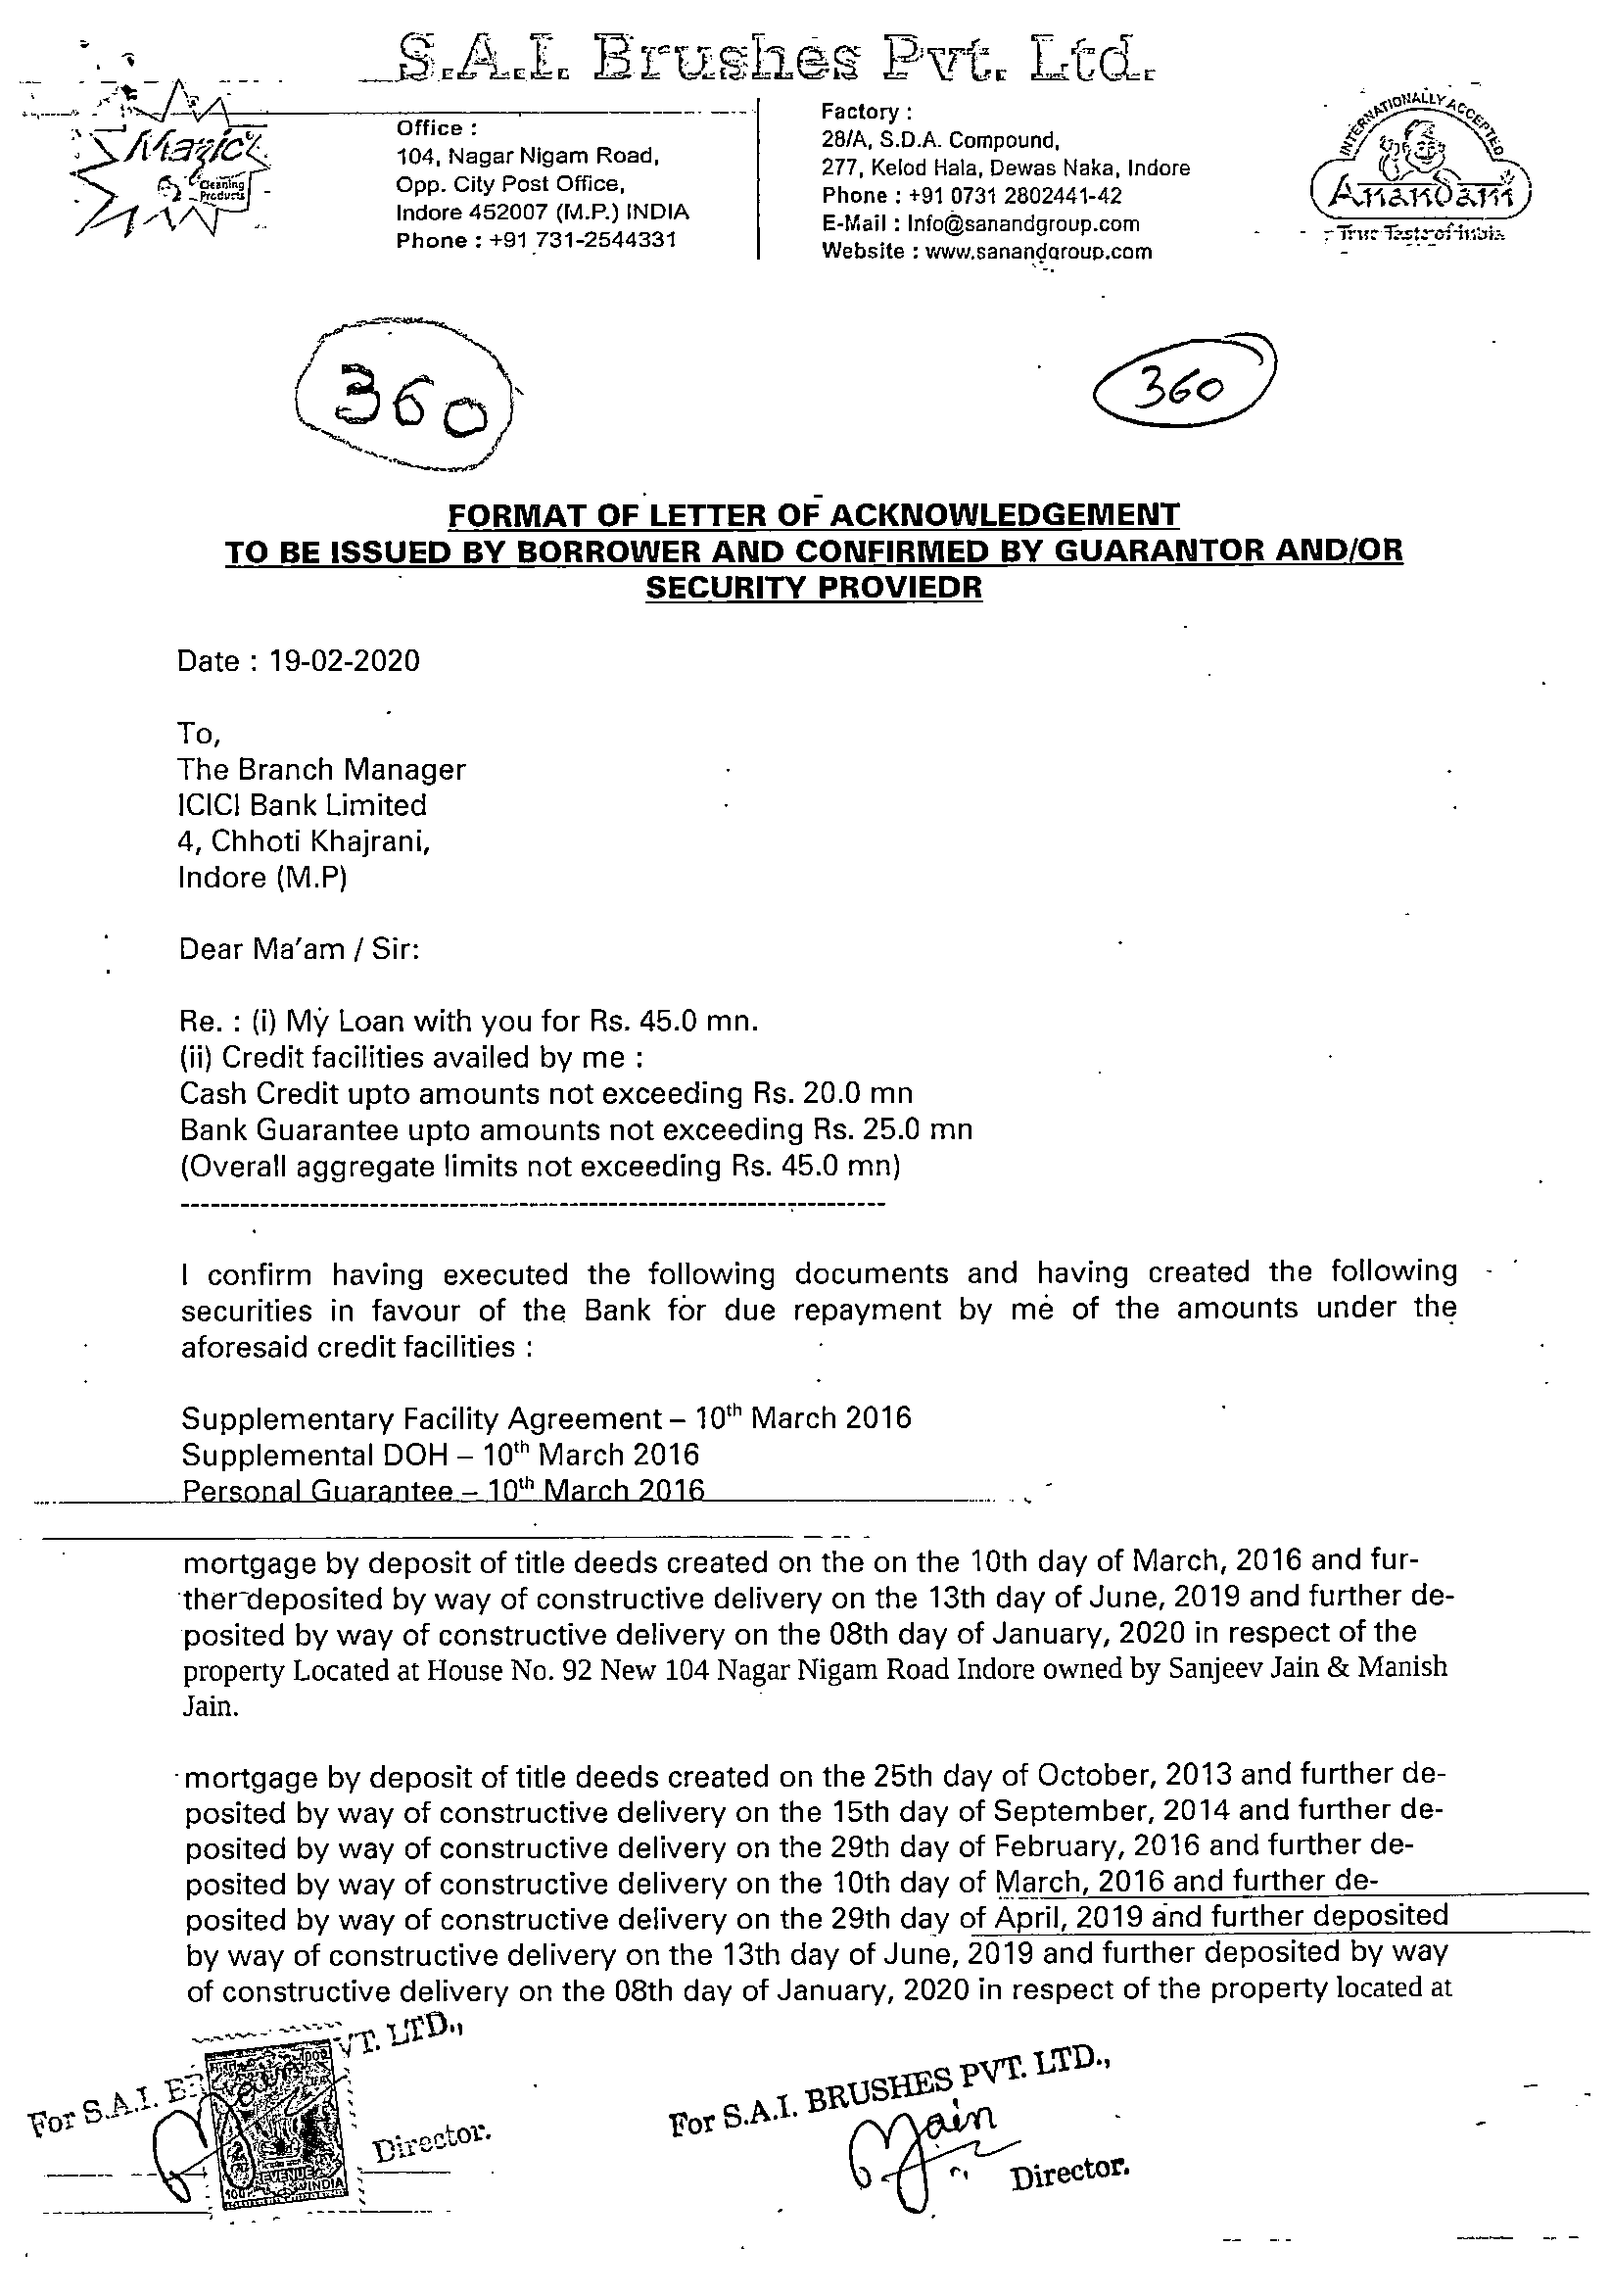 S.A.I. Brushes Pvt. Ltd.
Magick
Cleaning
Products
Office :
104, Nagar Nigam Road,
Opp. City Post Office,
Indore 452007 (M.P.) INDIA
Phone : +91 731-2544331
Factory :
28/A, S.D.A. Compound,
277, Kelod Hala, Dewas Naka, Indore
Phone : +91 0731 2802441-42
E-Mail : Info@sanandgroup.com
Website : www.sanandgroup.com
INTERNATIONALLY ACCEPTED
Anandam
True Taste of India
360
360
FORMAT OF LETTER OF ACKNOWLEDGEMENT
TO BE ISSUED BY BORROWER AND CONFIRMED BY GUARANTOR AND/OR
SECURITY PROVIEDR
Date : 19-02-2020
To,
The Branch Manager
ICICI Bank Limited
4, Chhoti Khajrani,
Indore (M.P)
Dear Ma'am / Sir:
Re. : (i) My Loan with you for Rs. 45.0 mn.
(ii) Credit facilities availed by me :
Cash Credit upto amounts not exceeding Rs. 20.0 mn
Bank Guarantee upto amounts not exceeding Rs. 25.0 mn
(Overall aggregate limits not exceeding Rs. 45.0 mn)
-----------------------------------------------------------------------
I confirm having executed the following documents and having created the following
securities in favour of the Bank for due repayment by me of the amounts under the
aforesaid credit facilities :
Supplementary Facility Agreement – 10th March 2016
Supplemental DOH – 10th March 2016
Personal Guarantee – 10th March 2016
mortgage by deposit of title deeds created on the on the 10th day of March, 2016 and fur-
ther deposited by way of constructive delivery on the 13th day of June, 2019 and further de-
posited by way of constructive delivery on the 08th day of January, 2020 in respect of the
property Located at House No. 92 New 104 Nagar Nigam Road Indore owned by Sanjeev Jain & Manish
Jain.
mortgage by deposit of title deeds created on the 25th day of October, 2013 and further de-
posited by way of constructive delivery on the 15th day of September, 2014 and further de-
posited by way of constructive delivery on the 29th day of February, 2016 and further de-
posited by way of constructive delivery on the 10th day of March, 2016 and further de-
posited by way of constructive delivery on the 29th day of April, 2019 and further deposited
by way of constructive delivery on the 13th day of June, 2019 and further deposited by way
of constructive delivery on the 08th day of January, 2020 in respect of the property located at
For S.A.I. VT. LTD.,
REVENUE
INDIA
Director.
For S.A.I. BRUSHES PVT. LTD.,
Jain
Director.